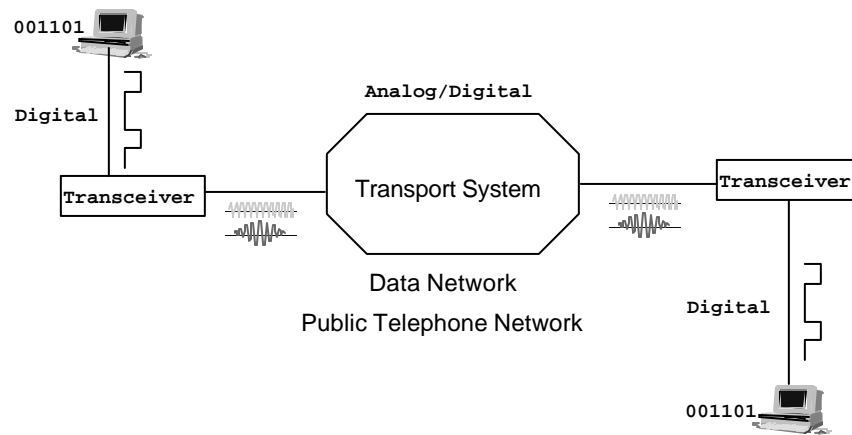 001101
Digital
Transceiver
Analog/Digital
Transport System
Data Network
Public Telephone Network
Transceiver
Digital
001101